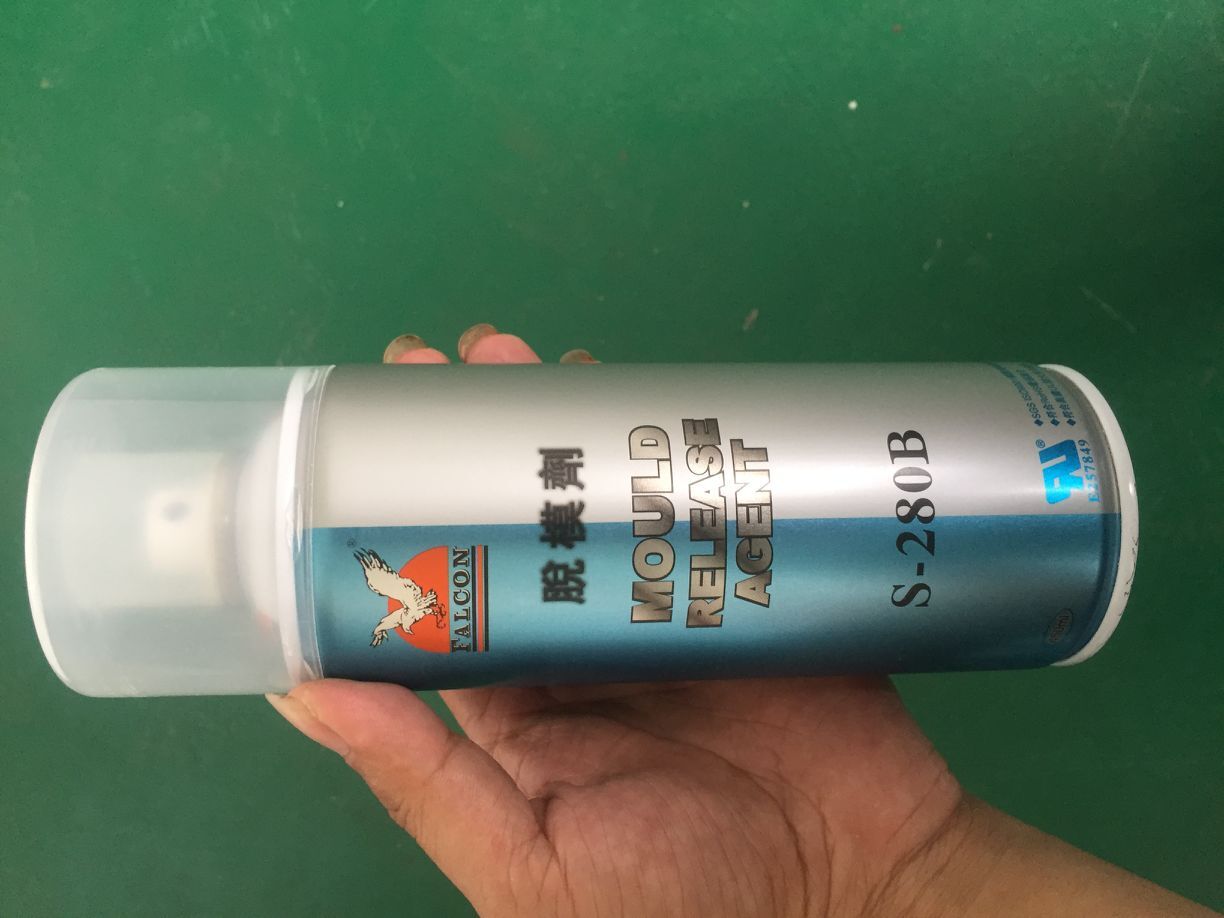 FALCON
®
脫模劑
MOULD
RELEASE
AGENT
S-280B
®
E257849